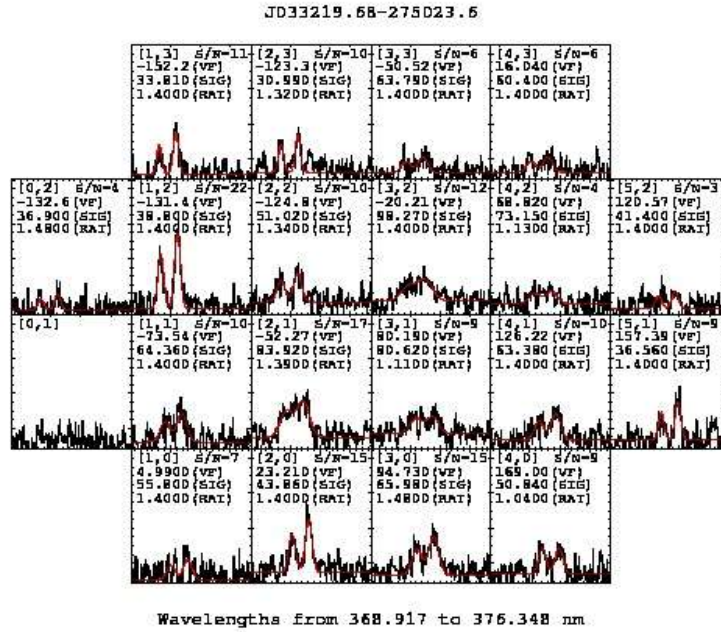 JD33219.68-275D23.6
[1,3] S/N=11 [2,3] S/N=10 [3,3] S/N=6 [4,3] S/N=6
-152.2(VF) -123.3(VF) -50.52(VF) 16.040(VF)
33.810(SIG) 30.990(SIG) 63.790(SIG) 60.400(SIG)
1.4000(RAT) 1.3200(RAT) 1.4000(RAT) 1.4000(RAT)
[0,2] S/N=4 [1,2] S/N=22 [2,2] S/N=10 [3,2] S/N=12 [4,2] S/N=4 [5,2] S/N=3
-132.6(VF) -131.4(VF) -124.8(VF) -20.21(VF) 68.820(VF) 120.57(VF)
36.900(SIG) 38.800(SIG) 51.020(SIG) 98.270(SIG) 73.150(SIG) 41.400(SIG)
1.4800(RAT) 1.4000(RAT) 1.3400(RAT) 1.4000(RAT) 1.1300(RAT) 1.4000(RAT)
[0,1] [1,1] S/N=10 [2,1] S/N=17 [3,1] S/N=9 [4,1] S/N=10 [5,1] S/N=9
-73.54(VF) -52.27(VF) 80.190(VF) 126.22(VF) 157.39(VF)
64.360(SIG) 83.920(SIG) 80.620(SIG) 63.380(SIG) 36.560(SIG)
1.4000(RAT) 1.3900(RAT) 1.1100(RAT) 1.4000(RAT) 1.4000(RAT)
[1,0] S/N=7 [2,0] S/N=15 [3,0] S/N=15 [4,0] S/N=9
4.9900(VF) 23.210(VF) 94.730(VF) 169.00(VF)
55.800(SIG) 43.860(SIG) 65.980(SIG) 50.840(SIG)
1.4000(RAT) 1.4000(RAT) 1.4800(RAT) 1.0400(RAT)
Wavelengths from 368.917 to 376.348 nm